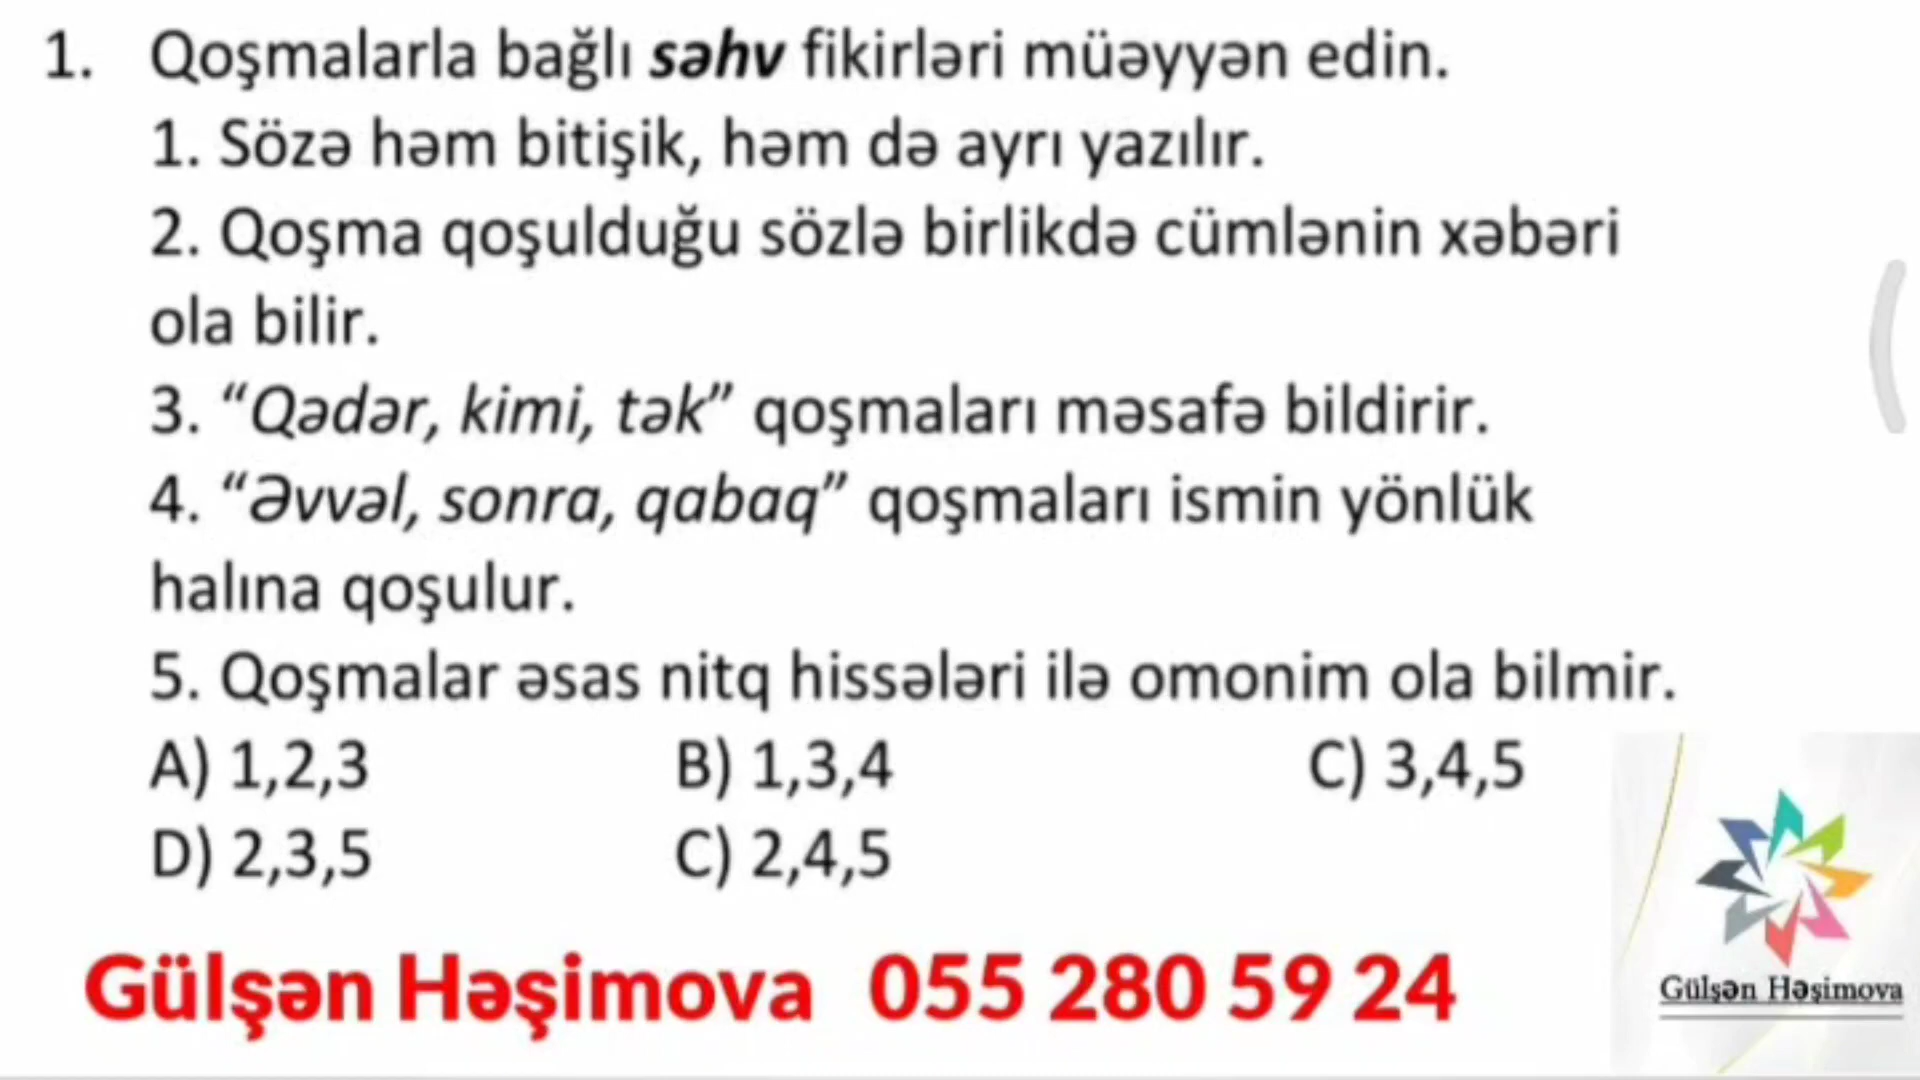 1. Qoşmalarla bağlı səhv fikirləri müəyyən edin.
1. Sözə həm bitişik, həm də ayrı yazılır.
2. Qoşma qoşulduğu sözlə birlikdə cümlənin xəbəri
ola bilir.
3. “Qədər, kimi, tək” qoşmaları məsafə bildirir.
4. “Əvvəl, sonra, qabaq” qoşmaları ismin yönlük
halına qoşulur.
5. Qoşmalar əsas nitq hissələri ilə omonim ola bilmir.
A) 1,2,3 B) 1,3,4 C) 3,4,5
D) 2,3,5 C) 2,4,5
Gülşən Həşimova 055 280 59 24
Gülşən Həşimova